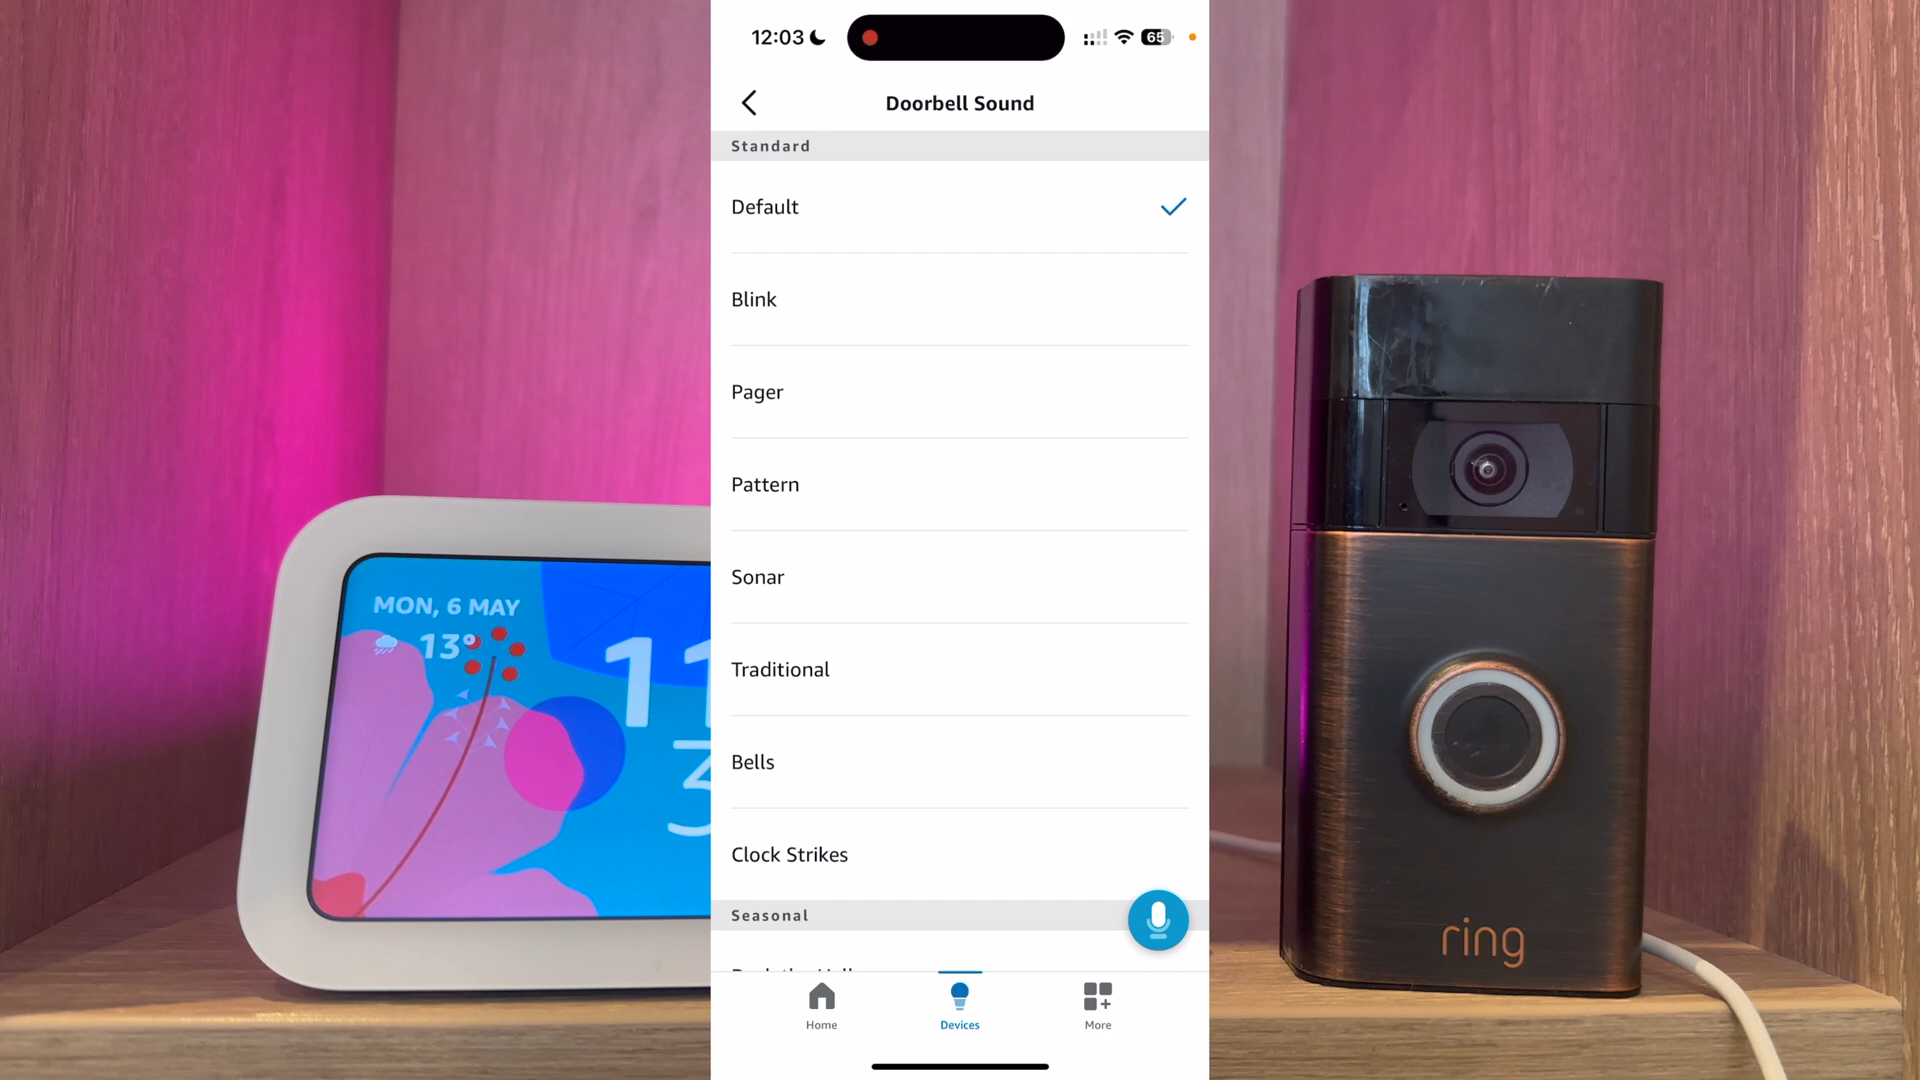 12:03
65
Doorbell Sound
Standard
Default
Blink
Pager
Pattern
Sonar
Traditional
Bells
Clock Strikes
Seasonal
Home
Devices
More
MON, 6 MAY
13°
ring